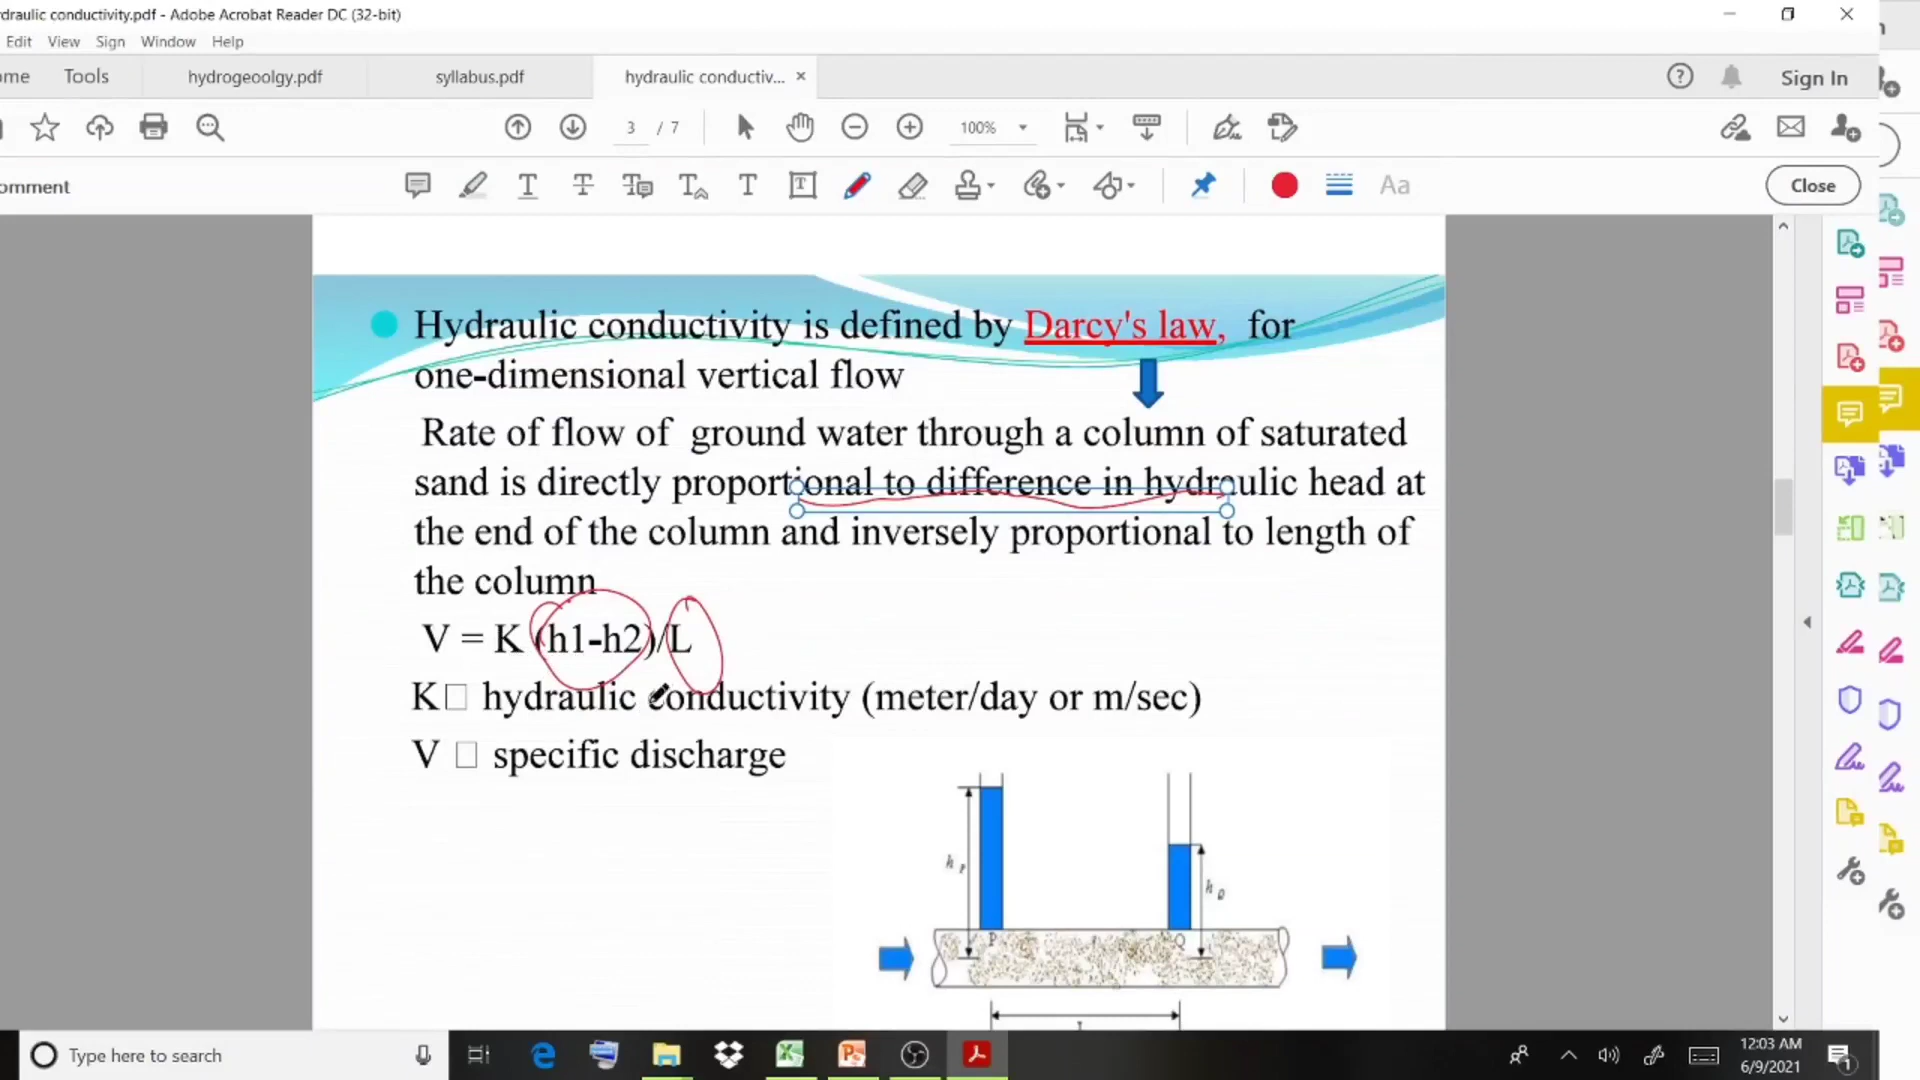 draulic conductivity.pdf - Adobe Acrobat Reader DC (32-bit)
Edit View Sign Window Help
ome Tools hydrogeoolgy.pdf syllabus.pdf hydraulic conductiv... × Sign In
3 / 7 100%
omment Aa Close
Hydraulic conductivity is defined by Darcy's law, for
one-dimensional vertical flow
Rate of flow of ground water through a column of saturated
sand is directly proportional to difference in hydraulic head at
the end of the column and inversely proportional to length of
the column
V = K (h1-h2)/L
K□ hydraulic conductivity (meter/day or m/sec)
V □ specific discharge
h P
h Q
P Q
Type here to search
12:03 AM
6/9/2021
1